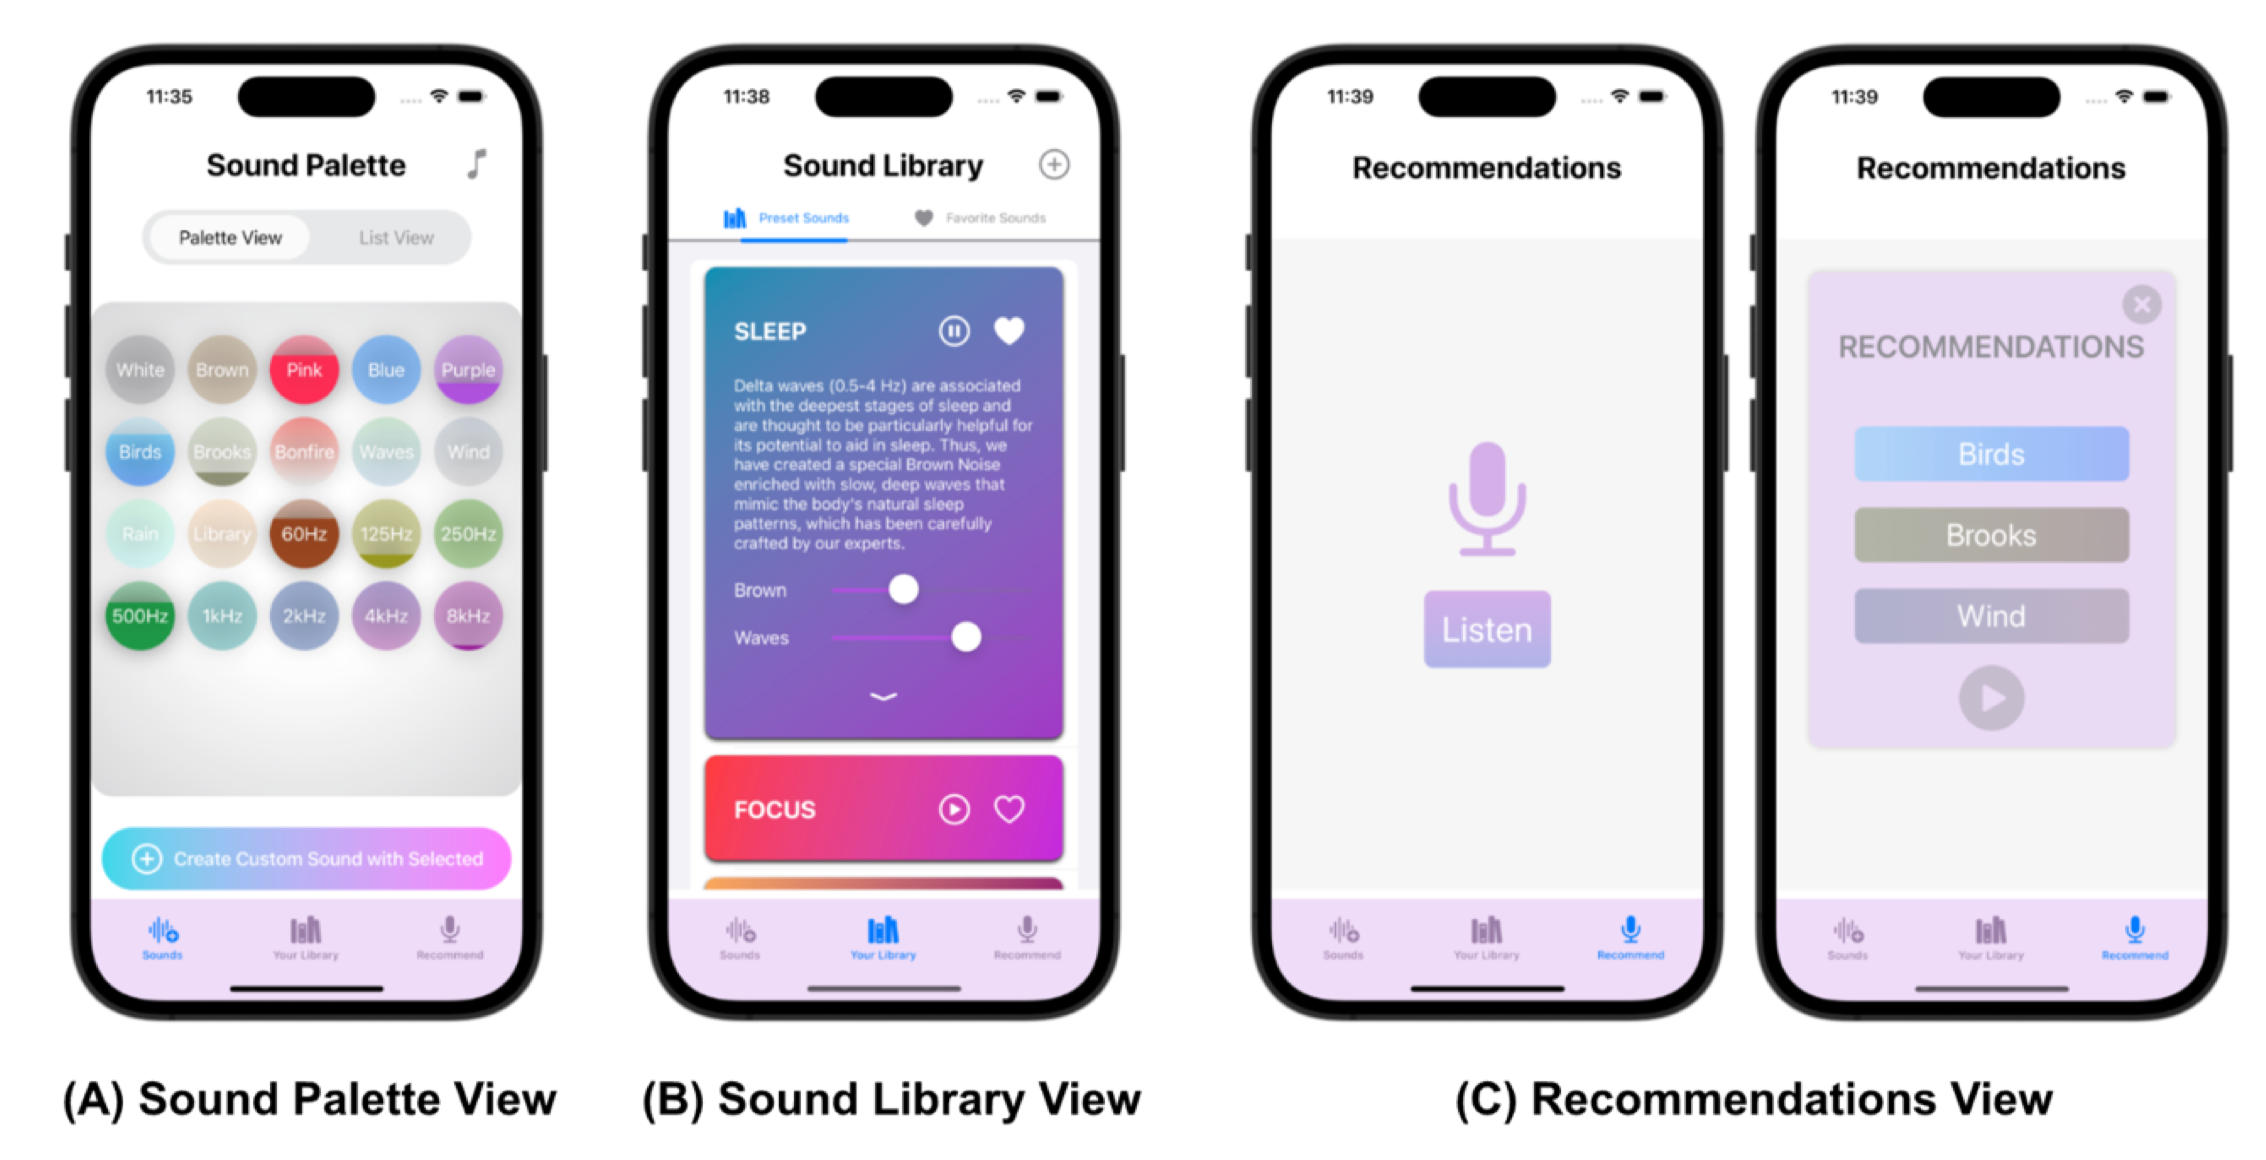 11:35
Sound Palette
Palette View
List View
White Brown Pink Blue Purple
Birds Brooks Bonfire Waves Wind
Rain Library 60Hz 125Hz 250Hz
500Hz 1kHz 2kHz 4kHz 8kHz
Create Custom Sound with Selected
Sounds
Your Library
Recommend
(A) Sound Palette View
11:38
Sound Library
Preset Sounds
Favorite Sounds
SLEEP
Delta waves (0.5-4 Hz) are associated
with the deepest stages of sleep and
are thought to be particularly helpful for
its potential to aid in sleep. Thus, we
have created a special Brown Noise
enriched with slow, deep waves that
mimic the body's natural sleep
patterns, which has been carefully
crafted by our experts.
Brown
Waves
FOCUS
Sounds
Your Library
Recommend
(B) Sound Library View
11:39
Recommendations
Listen
Sounds
Your Library
Recommend
11:39
Recommendations
RECOMMENDATIONS
Birds
Brooks
Wind
Sounds
Your Library
Recommend
(C) Recommendations View